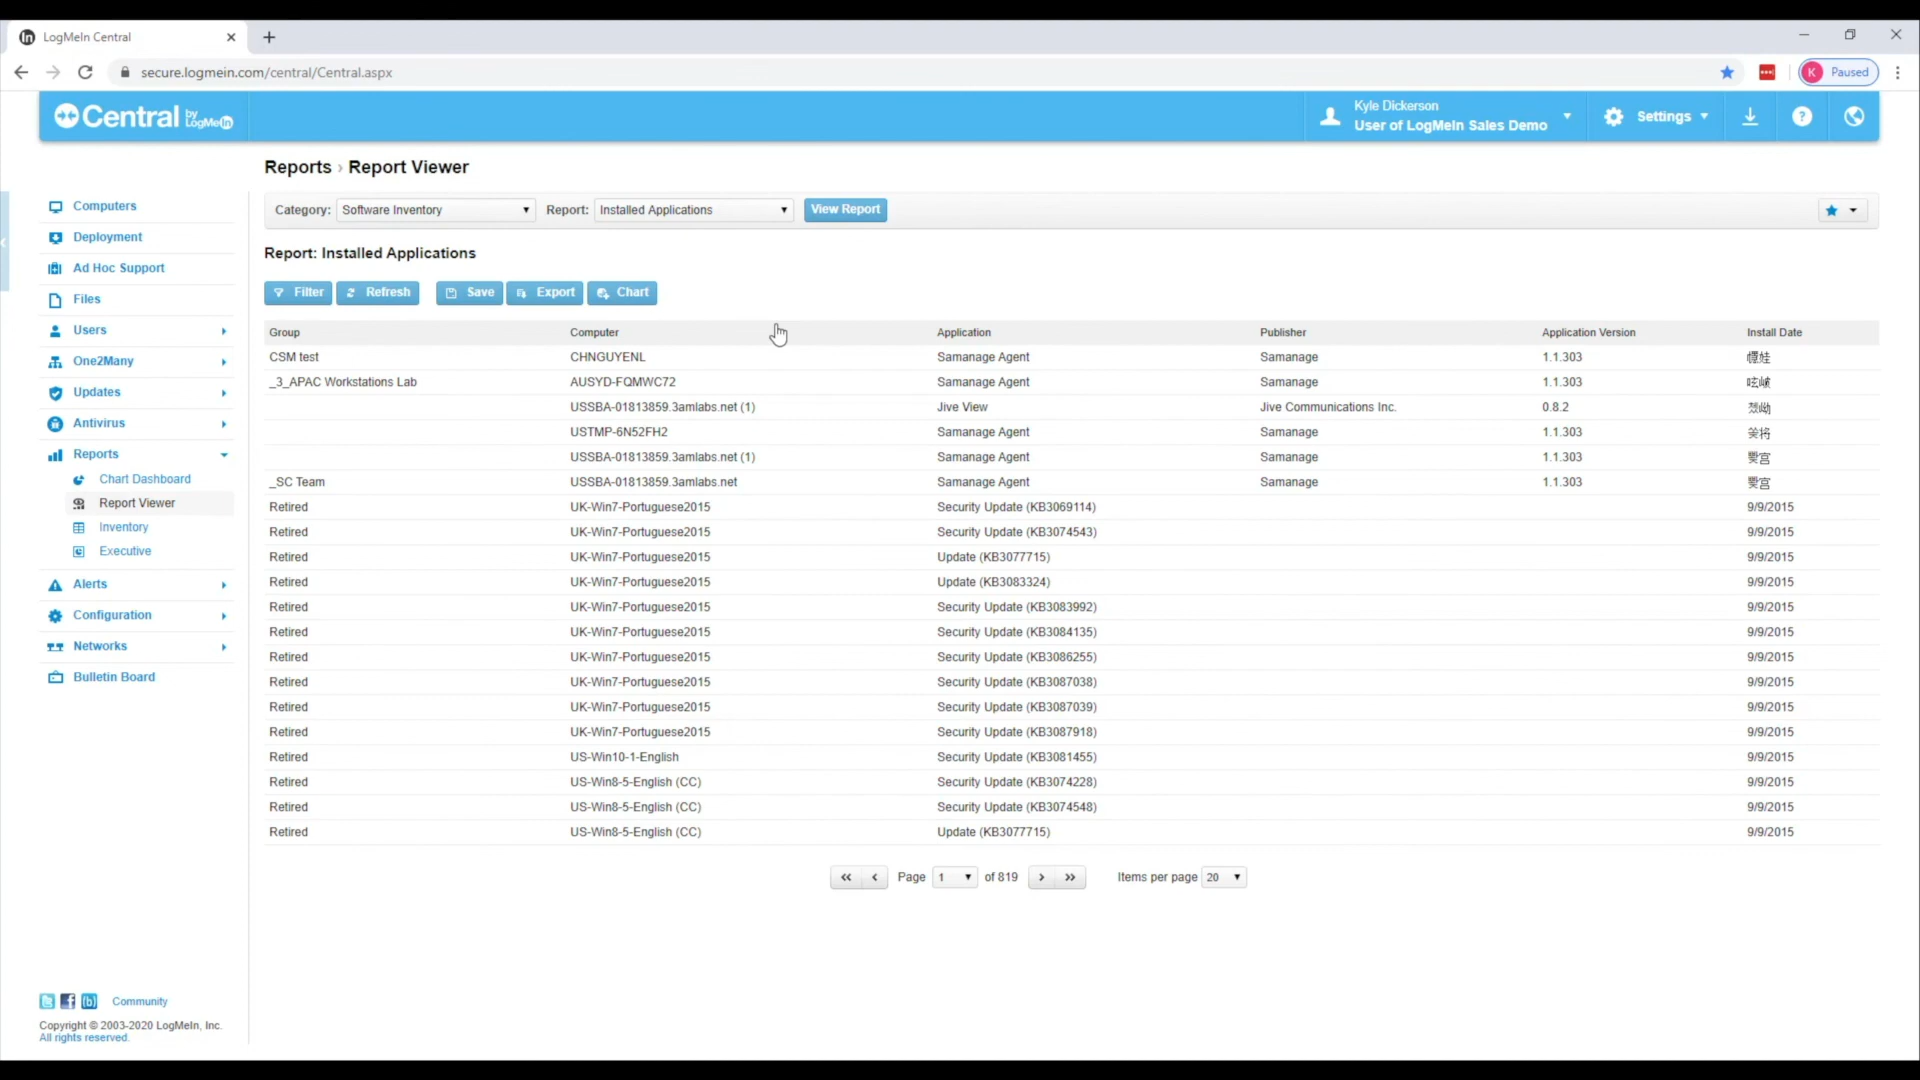 LogMeIn Central
secure.logmein.com/central/Central.aspx
K Paused
Central by LogMeIn
Kyle Dickerson
User of LogMeIn Sales Demo
Settings
Reports › Report Viewer
Computers
Deployment
Ad Hoc Support
Files
Users
One2Many
Updates
Antivirus
Reports
Chart Dashboard
Report Viewer
Inventory
Executive
Alerts
Configuration
Networks
Bulletin Board
Category: Software Inventory Report: Installed Applications View Report
Report: Installed Applications
Filter Refresh Save Export Chart
Group Computer Application Publisher Application Version Install Date
CSM test CHNGUYENL Samanage Agent Samanage 1.1.303
_3_APAC Workstations Lab AUSYD-FQMWC72 Samanage Agent Samanage 1.1.303
USSBA-01813859.3amlabs.net (1) Jive View Jive Communications Inc. 0.8.2
USTMP-6N52FH2 Samanage Agent Samanage 1.1.303
USSBA-01813859.3amlabs.net (1) Samanage Agent Samanage 1.1.303
_SC Team USSBA-01813859.3amlabs.net Samanage Agent Samanage 1.1.303
Retired UK-Win7-Portuguese2015 Security Update (KB3069114) 9/9/2015
Retired UK-Win7-Portuguese2015 Security Update (KB3074543) 9/9/2015
Retired UK-Win7-Portuguese2015 Update (KB3077715) 9/9/2015
Retired UK-Win7-Portuguese2015 Update (KB3083324) 9/9/2015
Retired UK-Win7-Portuguese2015 Security Update (KB3083992) 9/9/2015
Retired UK-Win7-Portuguese2015 Security Update (KB3084135) 9/9/2015
Retired UK-Win7-Portuguese2015 Security Update (KB3086255) 9/9/2015
Retired UK-Win7-Portuguese2015 Security Update (KB3087038) 9/9/2015
Retired UK-Win7-Portuguese2015 Security Update (KB3087039) 9/9/2015
Retired UK-Win7-Portuguese2015 Security Update (KB3087918) 9/9/2015
Retired US-Win10-1-English Security Update (KB3081455) 9/9/2015
Retired US-Win8-5-English (CC) Security Update (KB3074228) 9/9/2015
Retired US-Win8-5-English (CC) Security Update (KB3074548) 9/9/2015
Retired US-Win8-5-English (CC) Update (KB3077715) 9/9/2015
Page 1 of 819 Items per page 20
Community
Copyright © 2003-2020 LogMeIn, Inc.
All rights reserved.